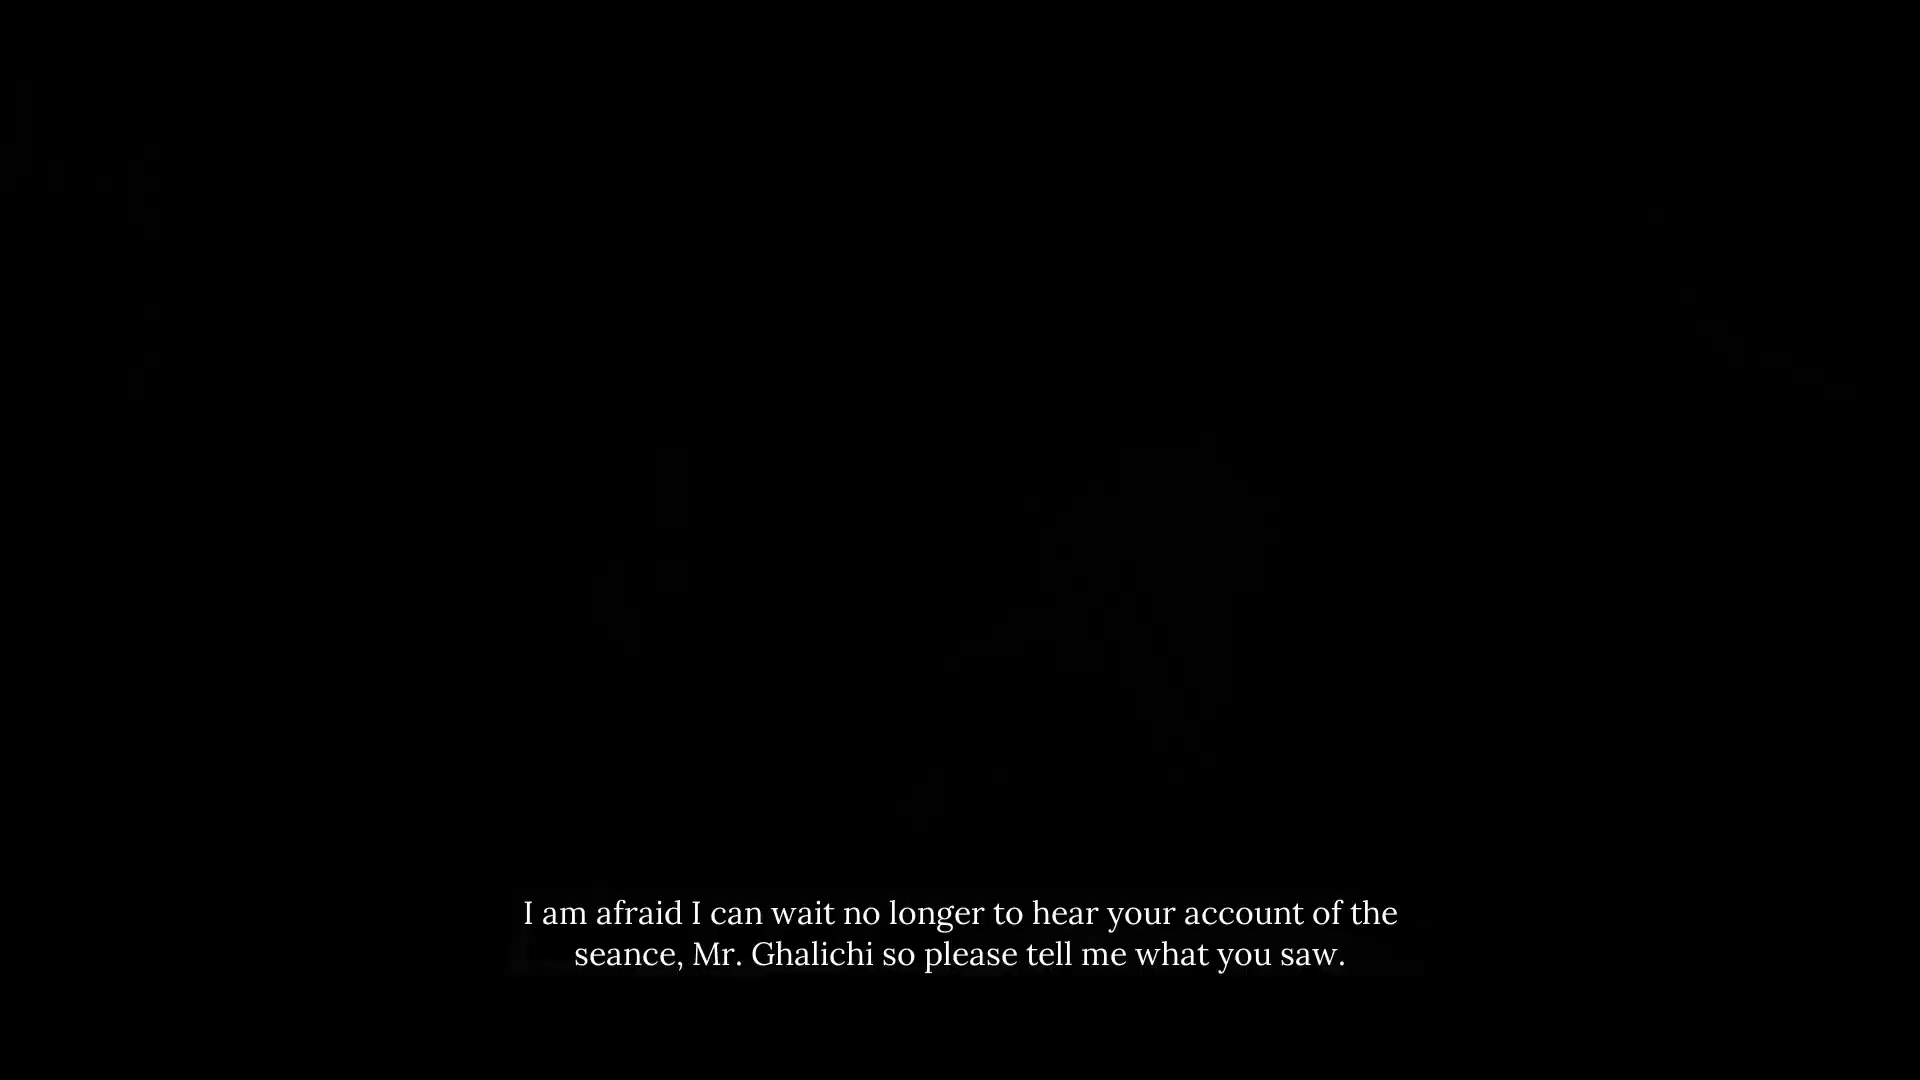 I am afraid I can wait no longer to hear your account of the
seance, Mr. Ghalichi so please tell me what you saw.